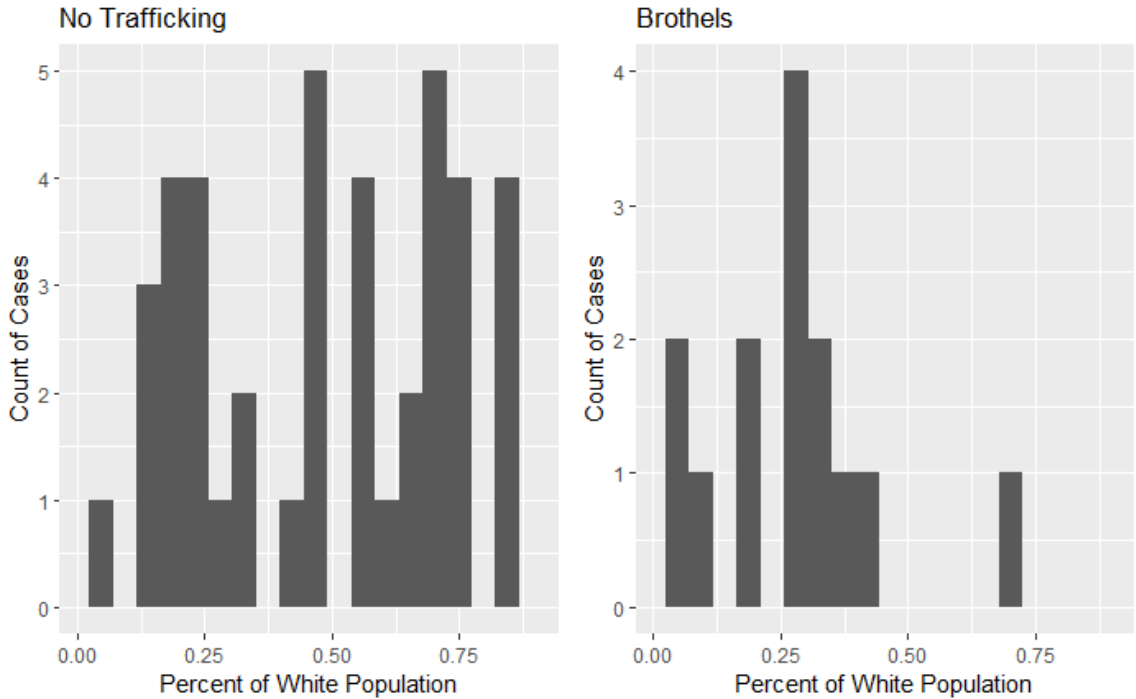 No Trafficking
5
4
3
2
1
0
Count of Cases
0.00 0.25 0.50 0.75
Percent of White Population
Brothels
4
3
2
1
0
Count of Cases
0.00 0.25 0.50 0.75
Percent of White Population